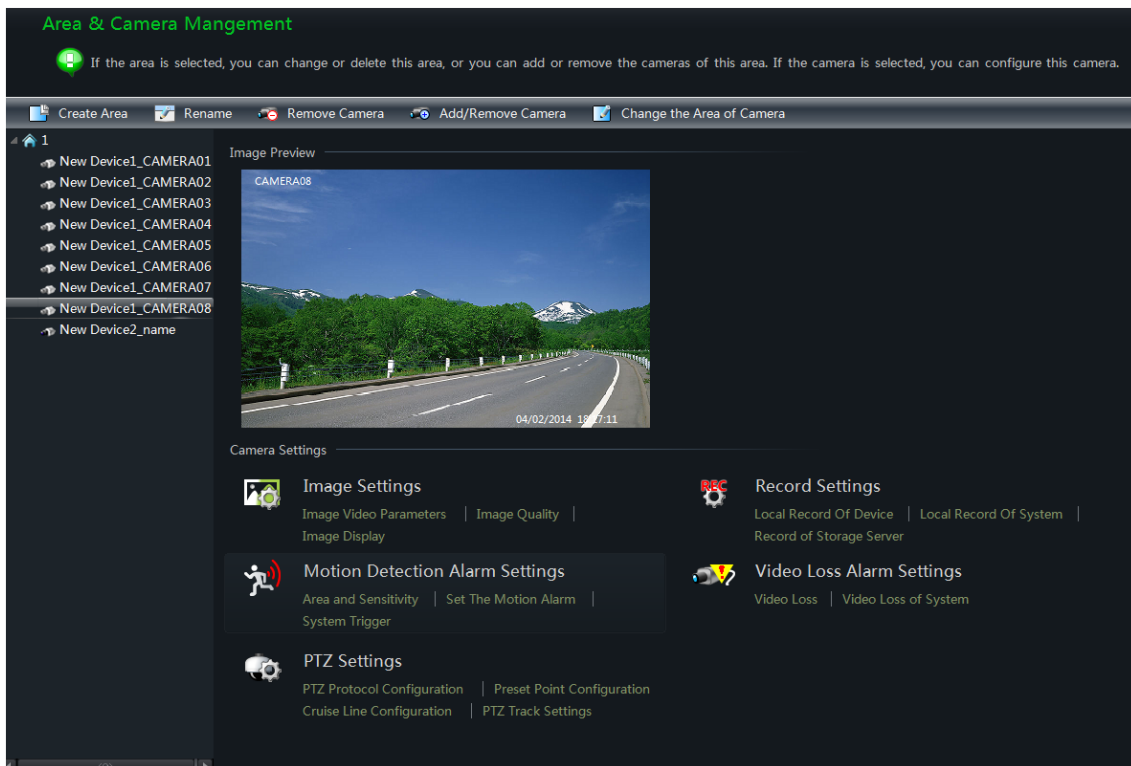 Area & Camera Mangement
If the area is selected, you can change or delete this area, or you can add or remove the cameras of this area. If the camera is selected, you can configure this camera.
Create Area Rename Remove Camera Add/Remove Camera Change the Area of Camera
1
New Device1_CAMERA01
New Device1_CAMERA02
New Device1_CAMERA03
New Device1_CAMERA04
New Device1_CAMERA05
New Device1_CAMERA06
New Device1_CAMERA07
New Device1_CAMERA08
New Device2_name
Image Preview
CAMERA08
04/02/2014
Camera Settings
Image Settings
Image Video Parameters | Image Quality |
Image Display
REC
Record Settings
Local Record Of Device | Local Record Of System |
Record of Storage Server
Motion Detection Alarm Settings
Area and Sensitivity | Set The Motion Alarm |
System Trigger
Video Loss Alarm Settings
Video Loss | Video Loss of System
PTZ Settings
PTZ Protocol Configuration | Preset Point Configuration
Cruise Line Configuration | PTZ Track Settings